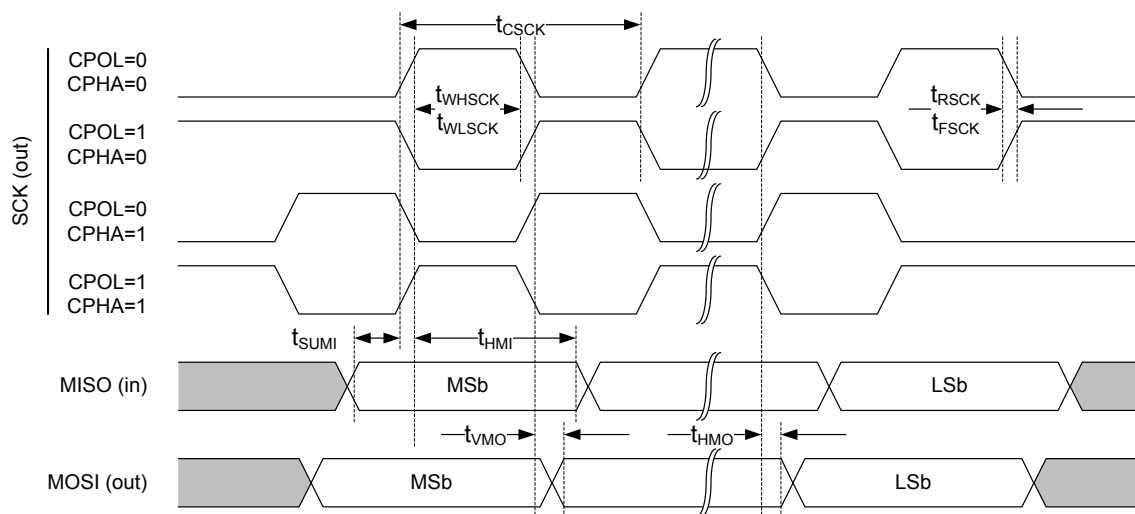 tCSCK
CPOL=0
CPHA=0
tWHSCK
tRSCK
CPOL=1
CPHA=0
tWLSCK
tFSCK
SCK (out)
CPOL=0
CPHA=1
CPOL=1
CPHA=1
tSUMI
tHMI
MISO (in)
MSb
LSb
tVMO
tHMO
MOSI (out)
MSb
LSb